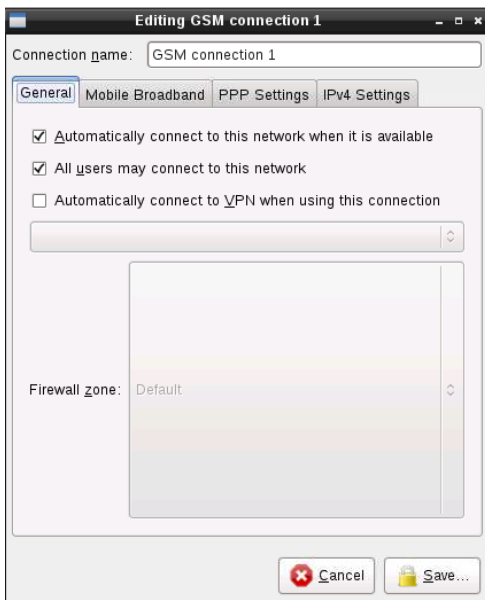 Editing GSM connection 1
Connection name: GSM connection 1
General Mobile Broadband PPP Settings IPv4 Settings
Automatically connect to this network when it is available
All users may connect to this network
Automatically connect to VPN when using this connection
Firewall zone: Default
Cancel Save...